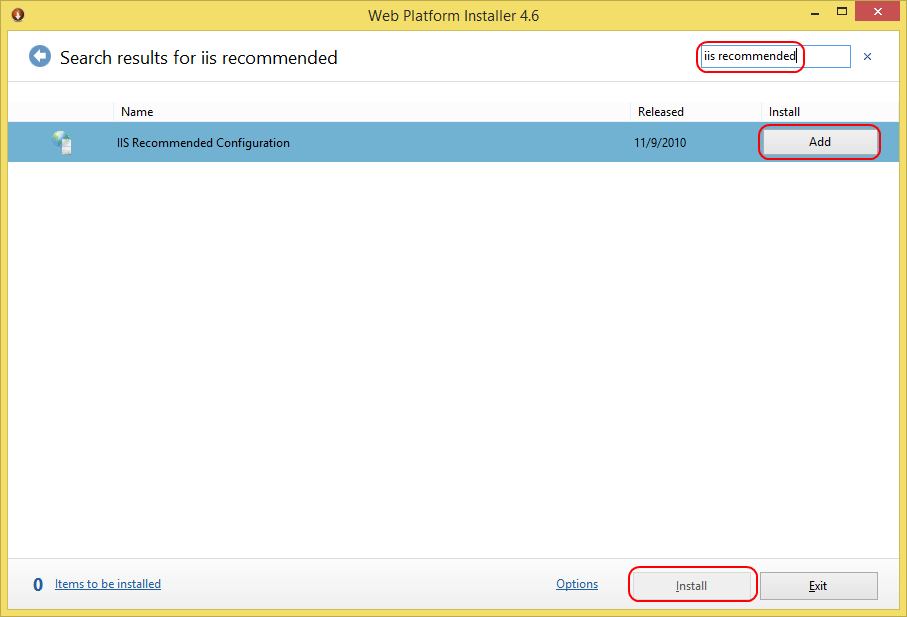 Web Platform Installer 4.6
Search results for iis recommended
iis recommended
Name Released Install
IIS Recommended Configuration 11/9/2010 Add
0 Items to be installed Options Install Exit